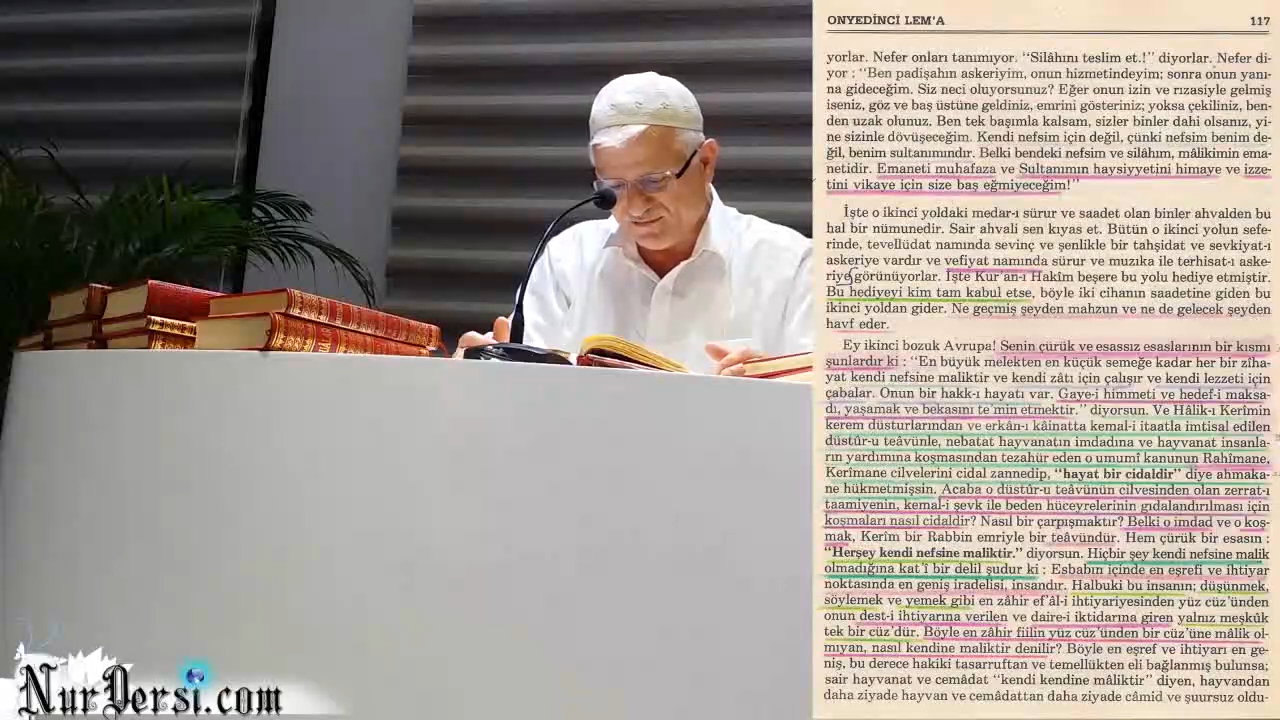 ONYEDİNCİ LEM'A 117
yorlar. Nefer onları tanımıyor. "Silâhını teslim et.!" diyorlar. Nefer di-
yor : "Ben padişahın askeriyim, onun hizmetindeyim; sonra onun yanı-
na gideceğim. Siz neci oluyorsunuz? Eğer onun izin ve rızasiyle gelmiş
iseniz, göz ve baş üstüne geldiniz, emrini gösteriniz; yoksa çekiliniz, ben-
den uzak olunuz. Ben tek başımla kalsam, sizler binler dahi olsanız, yi-
ne sizinle dövüşeceğim. Kendi nefsim için değil, çünki nefsim benim de-
ğil, benim sultanımındır. Belki bendeki nefsim ve silâhım, mâlikimin ema-
netidir. Emaneti muhafaza ve Sultanımın haysiyyetini himaye ve izze-
tini vikaye için size baş eğmiyeceğim!"
İşte o ikinci yoldaki medar-ı sürur ve saadet olan binler ahvalden bu
hal bir nümunedir. Sair ahvali sen kıyas et. Bütün o ikinci yolun sefe-
rinde, tevellüdat namında sevinç ve şenlikle bir tahşidat ve sevkiyat-ı
askeriye vardır ve vefiyat namında sürur ve muzıka ile terhisat-ı aske-
riye görünüyorlar. İşte Kur'an-ı Hakîm beşere bu yolu hediye etmiştir.
Bu hediyeyi kim tam kabul etse, böyle iki cihanın saadetine giden bu
ikinci yoldan gider. Ne geçmiş şeyden mahzun ve ne de gelecek şeyden
havf eder.
Ey ikinci bozuk Avrupa! Senin çürük ve esassız esaslarının bir kısmı
şunlardır ki : "En büyük melekten en küçük semeğe kadar her bir zîha-
yat kendi nefsine maliktir ve kendi zâtı için çalışır ve kendi lezzeti için
çabalar. Onun bir hakk-ı hayatı var. Gaye-i himmeti ve hedef-i maksa-
dı, yaşamak ve bekasını te'min etmektir." diyorsun. Ve Hâlik-ı Kerîmin
kerem düsturlarından ve erkân-ı kâinatta kemal-i itaatla imtisal edilen
düstûr-u teâvünle, nebatat hayvanatın imdadına ve hayvanat insanla-
rın yardımına koşmasından tezahür eden o umumî kanunun Rahîmane,
Kerîmane cilvelerini cidal zannedip, "hayat bir cidaldir" diye ahmaka-
ne hükmetmişsin. Acaba o düstûr-u teâvünün cilvesinden olan zerrat-ı
taamiyenin, kemal-i şevk ile beden hüceyrelerinin gıdalandırılması için
koşmaları nasıl cidaldir? Nasıl bir çarpışmaktır? Belki o imdad ve o koş-
mak, Kerîm bir Rabbin emriyle bir teâvündür. Hem çürük bir esasın :
"Herşey kendi nefsine maliktir." diyorsun. Hiçbir şey kendi nefsine malik
olmadığına kat'î bir delil şudur ki : Esbabın içinde en eşrefi ve ihtiyar
noktasında en geniş iradelisi, insandır. Halbuki bu insanın; düşünmek,
söylemek ve yemek gibi en zâhir ef'âl-i ihtiyariyesinden yüz cüz'ünden
onun dest-i ihtiyarına verilen ve daire-i iktidarına giren yalnız meşkûk
tek bir cüz'dür. Böyle en zâhir fiilin yüz cüz'ünden bir cüz'üne mâlik ol-
mıyan, nasıl kendine maliktir denilir? Böyle en eşref ve ihtiyarı en ge-
niş, bu derece hakiki tasarruftan ve temellükten eli bağlanmış bulunsa;
sair hayvanat ve cemâdat "kendi kendine mâliktir" diyen, hayvandan
daha ziyade hayvan ve cemâdattan daha ziyade câmid ve şuursuz oldu-
NurDersi.com